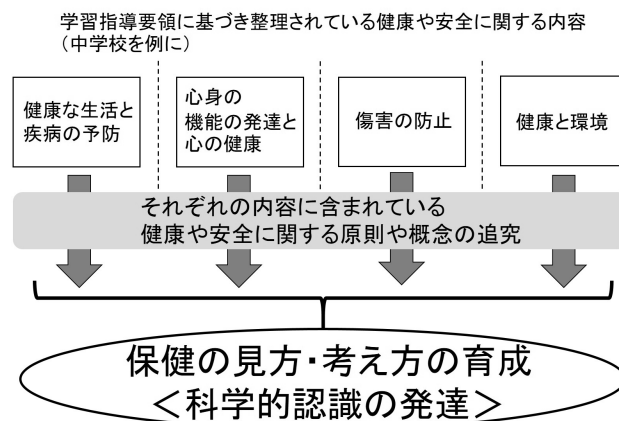 学習指導要領に基づき整理されている健康や安全に関する内容
（中学校を例に）
健康な生活と
疾病の予防
心身の
機能の発達と
心の健康
傷害の防止
健康と環境
それぞれの内容に含まれている
健康や安全に関する原則や概念の追究
保健の見方・考え方の育成
＜科学的認識の発達＞